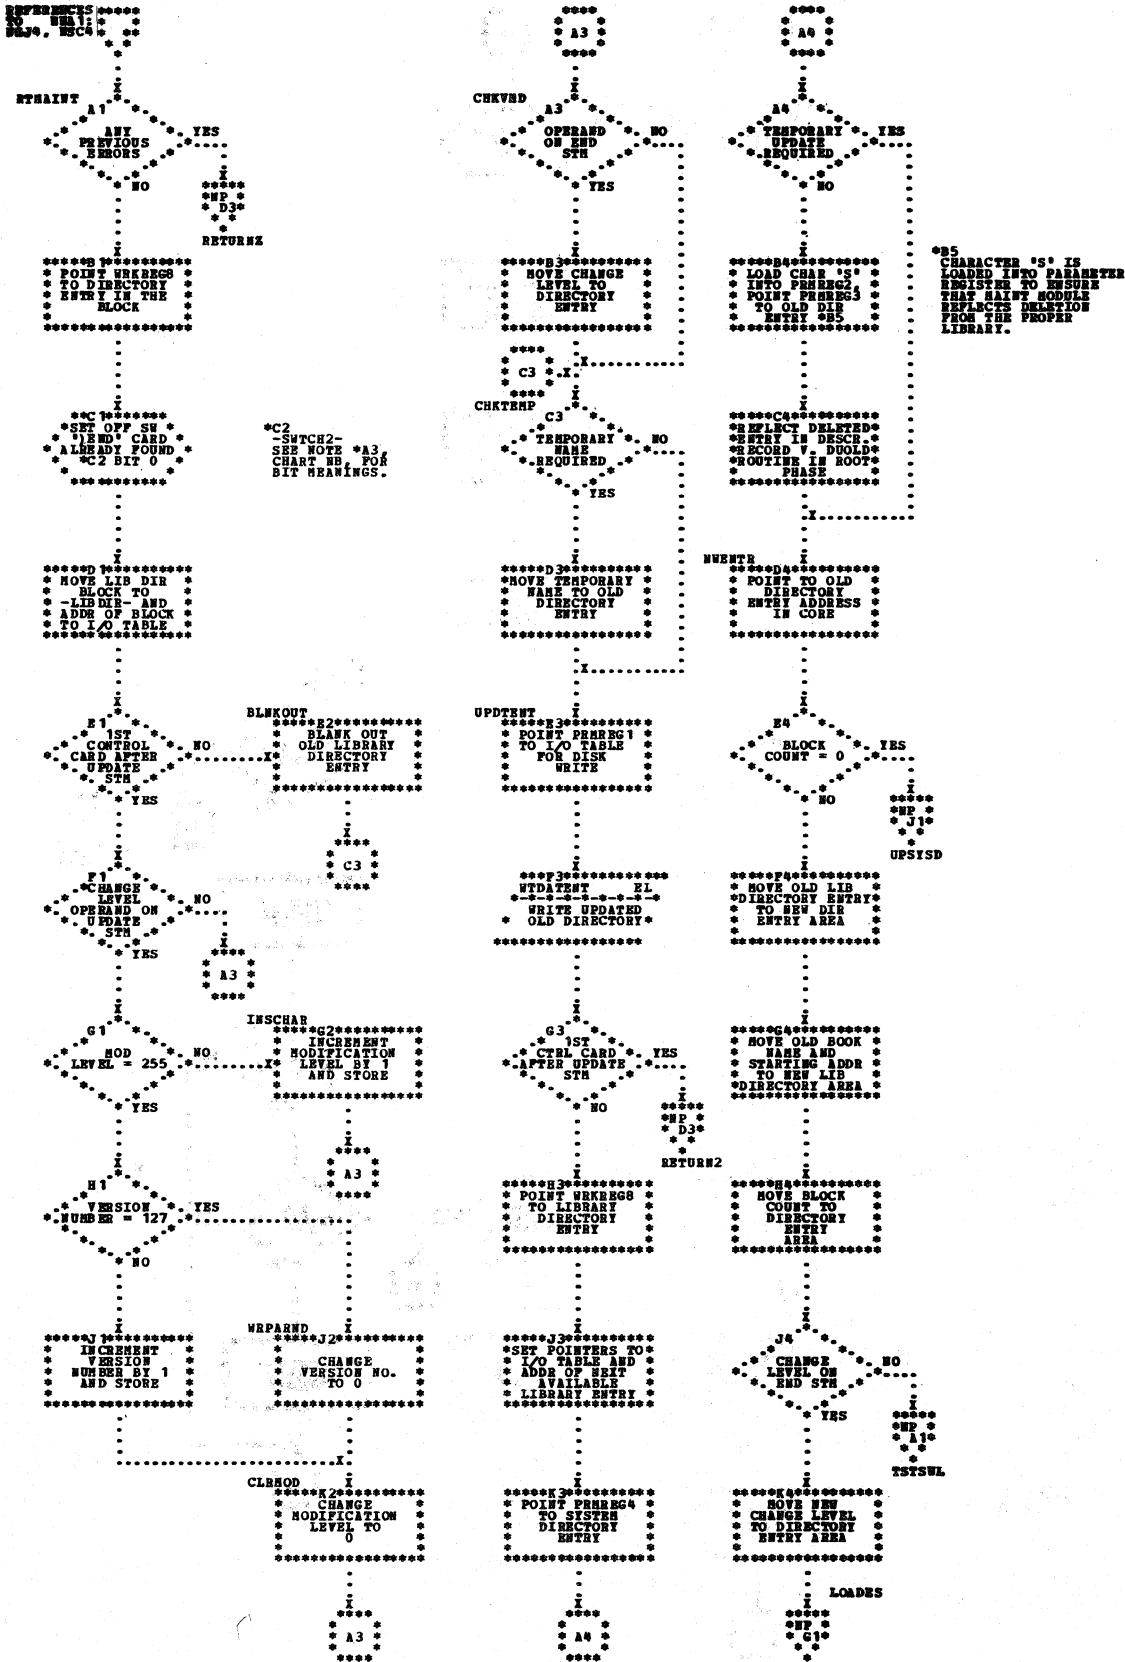 REFERENCES
TO NNA1:
NGJ4, NSC4
RTMAINT
A1
ANY
PREVIOUS
ERRORS
YES
NO
NP
D3
RETURN2
B1
POINT WRKREG8
TO DIRECTORY
ENTRY IN THE
BLOCK
C1
SET OFF SW
')END' CARD
ALREADY FOUND
*C2 BIT 0
*C2
-SWTCH2-
SEE NOTE *A3,
CHART NB, FOR
BIT MEANINGS.
D1
MOVE LIB DIR
BLOCK TO
-LIBDIR- AND
ADDR OF BLOCK
TO I/O TABLE
E1
1ST
CONTROL
CARD AFTER
UPDATE
STM
NO
YES
BLNKOUT
E2
BLANK OUT
OLD LIBRARY
DIRECTORY
ENTRY
C3
F1
CHANGE
LEVEL
OPERAND ON
UPDATE
STM
NO
YES
A3
G1
MOD
LEVEL = 255
NO
YES
INSCHAR
G2
INCREMENT
MODIFICATION
LEVEL BY 1
AND STORE
A3
H1
VERSION
NUMBER = 127
YES
NO
J1
INCREMENT
VERSION
NUMBER BY 1
AND STORE
WRPARND
J2
CHANGE
VERSION NO.
TO 0
CLRMOD
K2
CHANGE
MODIFICATION
LEVEL TO
0
A3
A3
CHKVND
A3
OPERAND
ON END
STM
NO
YES
B3
MOVE CHANGE
LEVEL TO
DIRECTORY
ENTRY
C3
CHKTEMP
C3
TEMPORARY
NAME
REQUIRED
NO
YES
D3
MOVE TEMPORARY
NAME TO OLD
DIRECTORY
ENTRY
UPDTENT
E3
POINT PRMREG1
TO I/O TABLE
FOR DISK
WRITE
F3
WTDATENT EL
*-*-*-*-*-*-*-*-*
WRITE UPDATED
OLD DIRECTORY
G3
1ST
CTRL CARD
AFTER UPDATE
STM
YES
NO
NP
D3
RETURN2
H3
POINT WRKREG8
TO LIBRARY
DIRECTORY
ENTRY
J3
SET POINTERS TO
I/O TABLE AND
ADDR OF NEXT
AVAILABLE
LIBRARY ENTRY
K3
POINT PRMREG4
TO SYSTEM
DIRECTORY
ENTRY
A4
A4
A4
TEMPORARY
UPDATE
REQUIRED
YES
NO
B4
LOAD CHAR 'S'
INTO PRMREG2,
POINT PRMREG3
TO OLD DIR
ENTRY *B5
*B5
CHARACTER 'S' IS
LOADED INTO PARAMETER
REGISTER TO ENSURE
THAT MAINT MODULE
REFLECTS DELETION
FROM THE PROPER
LIBRARY.
C4
REFLECT DELETED
ENTRY IN DESCR.
RECORD V. DUOLD
ROUTINE IN ROOT
PHASE
NWENTR
D4
POINT TO OLD
DIRECTORY
ENTRY ADDRESS
IN CORE
E4
BLOCK
COUNT = 0
YES
NO
NP
J1
UPSYSD
F4
MOVE OLD LIB
DIRECTORY ENTRY
TO NEW DIR
ENTRY AREA
G4
MOVE OLD BOOK
NAME AND
STARTING ADDR
TO NEW LIB
DIRECTORY AREA
H4
MOVE BLOCK
COUNT TO
DIRECTORY
ENTRY
AREA
J4
CHANGE
LEVEL ON
END STM
NO
YES
NP
A1
TSTSWL
K4
MOVE NEW
CHANGE LEVEL
TO DIRECTORY
ENTRY AREA
LOADES
NP
G1